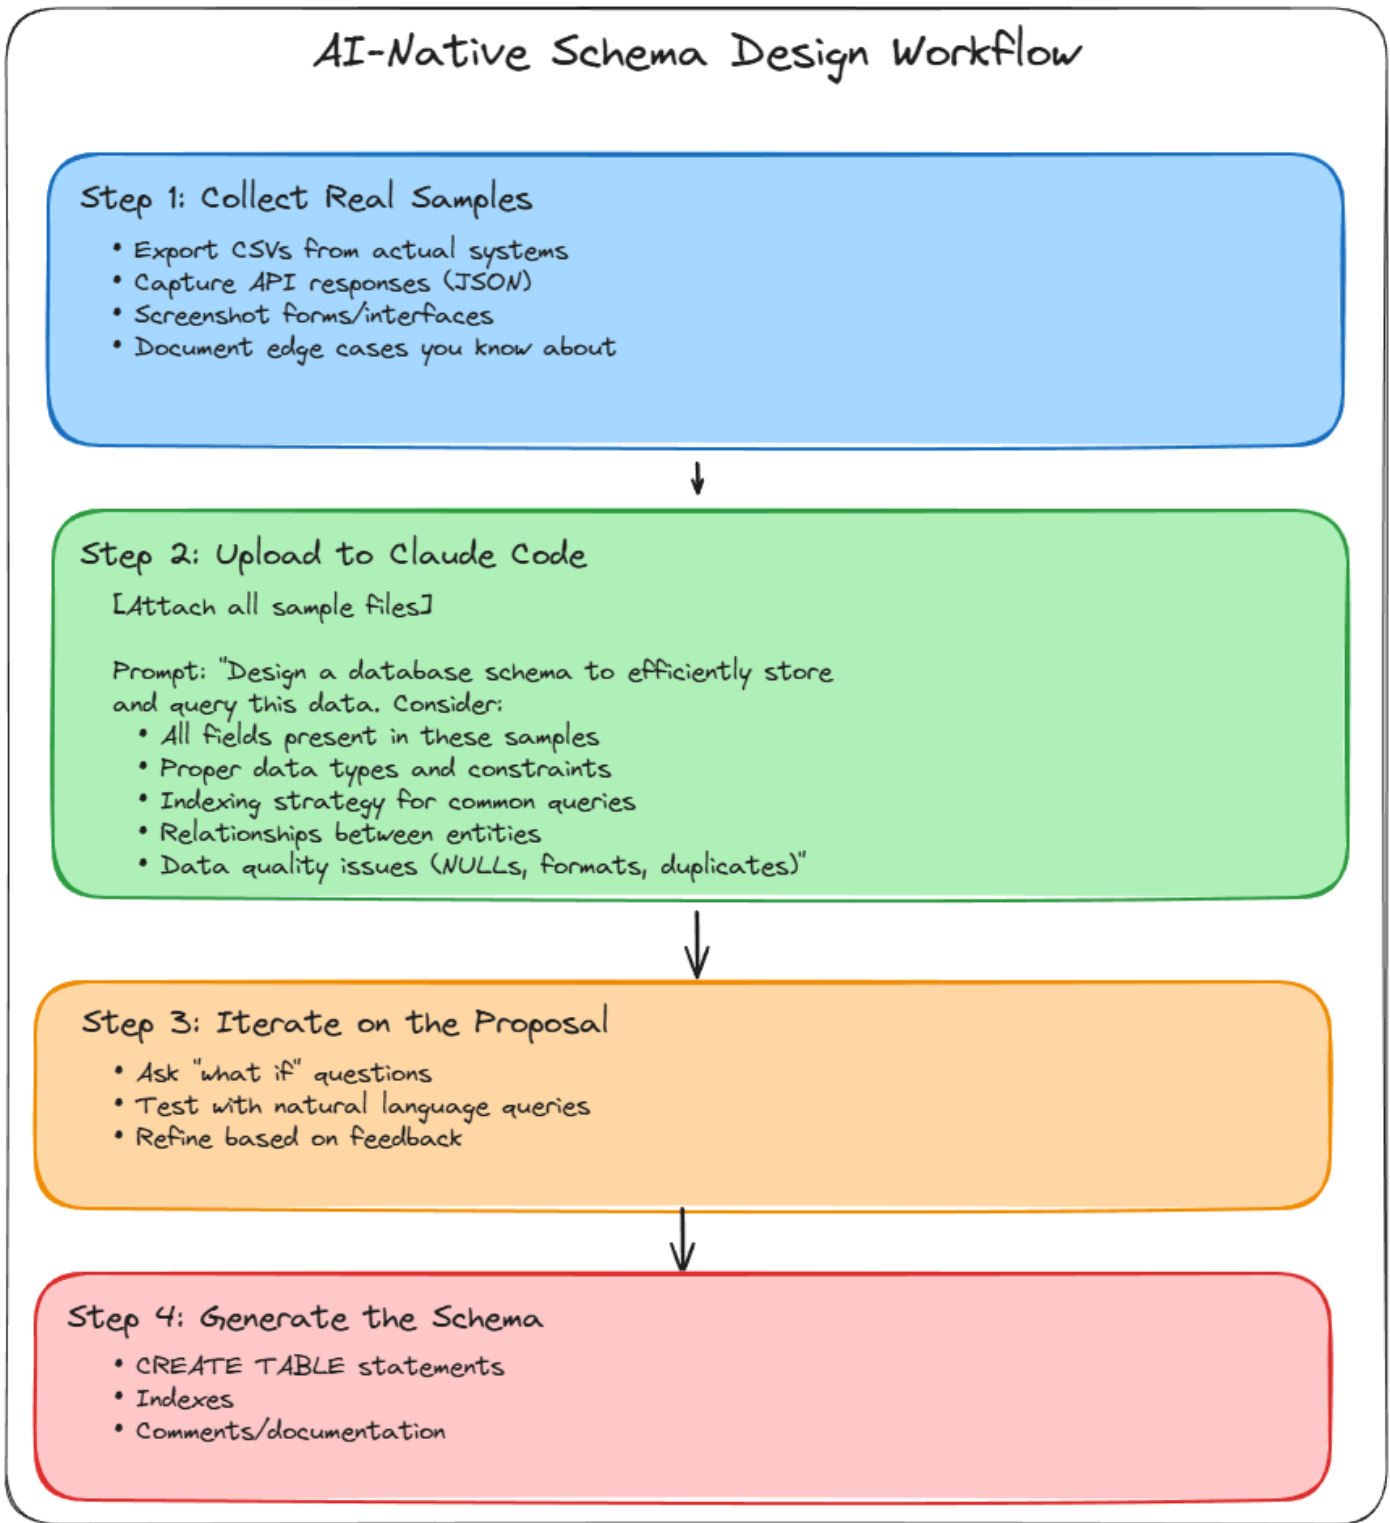 AI-Native Schema Design Workflow
Step 1: Collect Real Samples
• Export CSVs from actual systems
• Capture API responses (JSON)
• Screenshot forms/interfaces
• Document edge cases you know about
Step 2: Upload to Claude Code
[Attach all sample files]
Prompt: "Design a database schema to efficiently store
and query this data. Consider:
• All fields present in these samples
• Proper data types and constraints
• Indexing strategy for common queries
• Relationships between entities
• Data quality issues (NULLs, formats, duplicates)"
Step 3: Iterate on the Proposal
• Ask "what if" questions
• Test with natural language queries
• Refine based on feedback
Step 4: Generate the Schema
• CREATE TABLE statements
• Indexes
• Comments/documentation